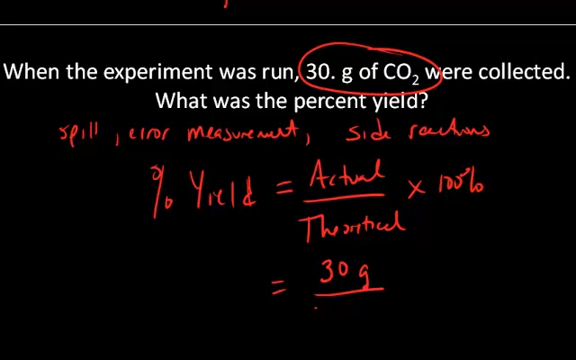 When the experiment was run, 30. g of CO₂ were collected.
What was the percent yield?
spill, error measurement, side reactions
% Yield = Actual / Theoritical × 100%
= 30 g